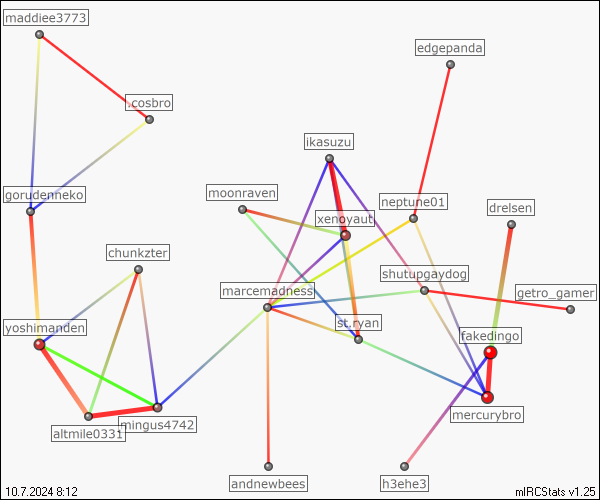 maddiee3773
edgepanda
.cosbro
ikasuzu
moonraven
gorudenneko
neptune01
drelsen
xenoyaut
chunkzter
shutupgaydog
marcemadness
getro_gamer
st.ryan
yoshimanden
fakedingo
mercurybro
mingus4742
altmile0331
andnewbees
h3ehe3
10.7.2024 8:12
mIRCStats v1.25